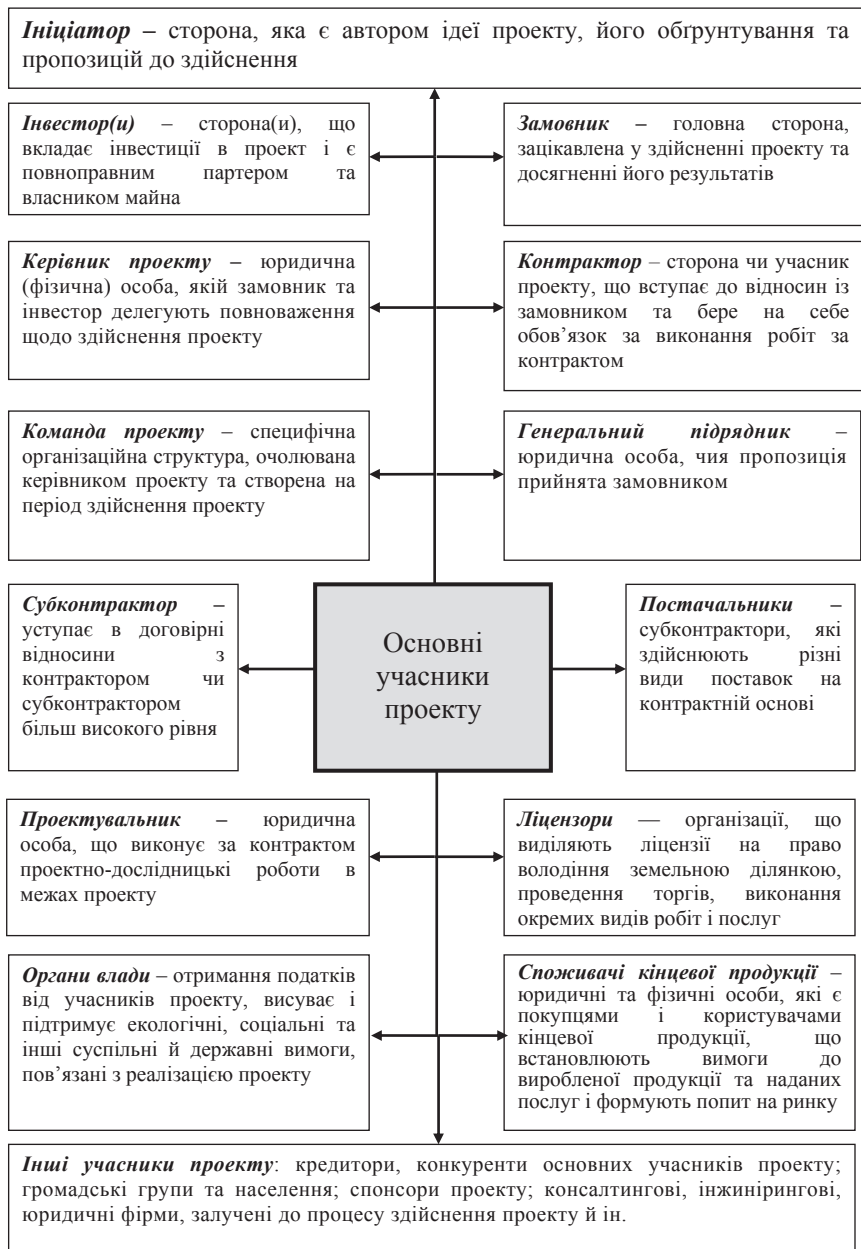 Ініціатор – сторона, яка є автором ідеї проекту, його обґрунтування та
пропозицій до здійснення
Інвестор(и) – сторона(и), що
вкладає інвестиції в проект і є
повноправним партером та
власником майна
Замовник – головна сторона,
зацікавлена у здійсненні проекту та
досягненні його результатів
Керівник проекту – юридична
(фізична) особа, якій замовник та
інвестор делегують повноваження
щодо здійснення проекту
Контрактор – сторона чи учасник
проекту, що вступає до відносин із
замовником та бере на себе
обов’язок за виконання робіт за
контрактом
Команда проекту – специфічна
організаційна структура, очолювана
керівником проекту та створена на
період здійснення проекту
Генеральний підрядник –
юридична особа, чия пропозиція
прийнята замовником
Субконтрактор –
уступає в договірні
відносини з
контрактором чи
субконтрактором
більш високого рівня
Основні
учасники
проекту
Постачальники –
субконтрактори, які
здійснюють різні
види поставок на
контрактній основі
Проектувальник – юридична
особа, що виконує за контрактом
проектно-дослідницькі роботи в
межах проекту
Ліцензори — організації, що
виділяють ліцензії на право
володіння земельною ділянкою,
проведення торгів, виконання
окремих видів робіт і послуг
Органи влади – отримання податків
від учасників проекту, висуває і
підтримує екологічні, соціальні та
інші суспільні й державні вимоги,
пов’язані з реалізацією проекту
Споживачі кінцевої продукції –
юридичні та фізичні особи, які є
покупцями і користувачами
кінцевої продукції, що
встановлюють вимоги до
виробленої продукції та наданих
послуг і формують попит на ринку
Інші учасники проекту: кредитори, конкуренти основних учасників проекту;
громадські групи та населення; спонсори проекту; консалтингові, інжинірингові,
юридичні фірми, залучені до процесу здійснення проекту й ін.